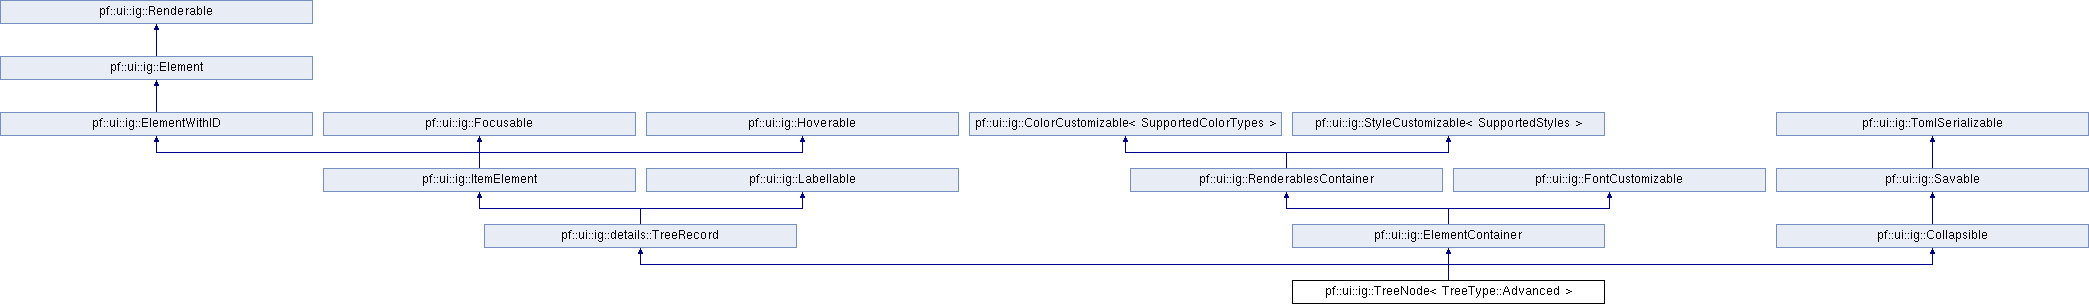 pf::ui::ig::Renderable
pf::ui::ig::Element
pf::ui::ig::ElementWithID
pf::ui::ig::Focusable
pf::ui::ig::Hoverable
pf::ui::ig::ColorCustomizable< SupportedColorTypes >
pf::ui::ig::StyleCustomizable< SupportedStyles >
pf::ui::ig::TomlSerializable
pf::ui::ig::ItemElement
pf::ui::ig::Labellable
pf::ui::ig::RenderablesContainer
pf::ui::ig::FontCustomizable
pf::ui::ig::Savable
pf::ui::ig::details::TreeRecord
pf::ui::ig::ElementContainer
pf::ui::ig::Collapsible
pf::ui::ig::TreeNode< TreeType::Advanced >